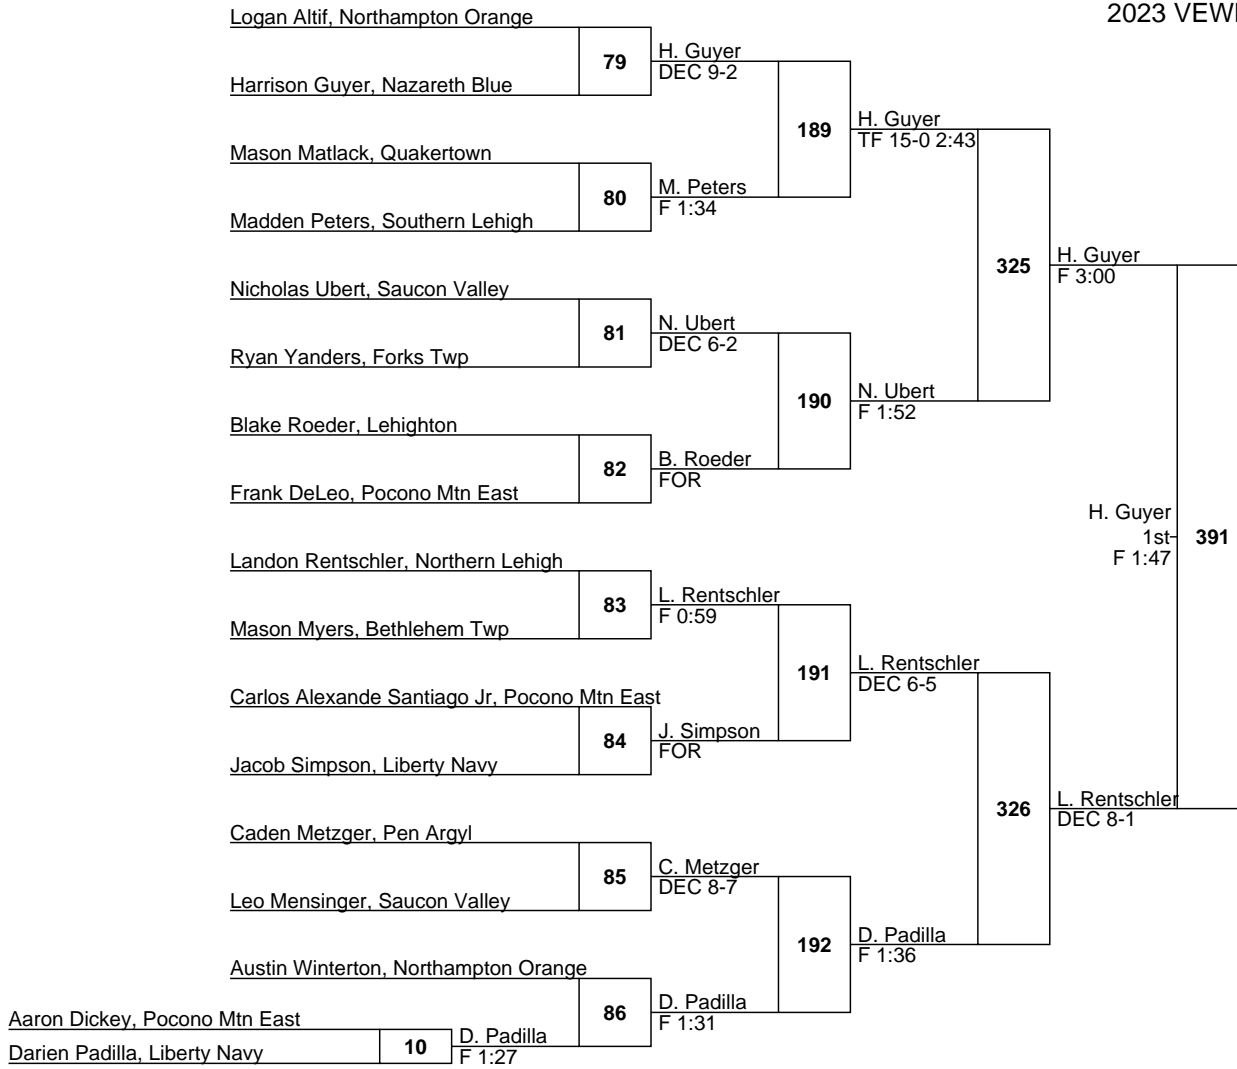 2023 VEW
Logan Altif, Northampton Orange
79
H. Guyer
DEC 9-2
Harrison Guyer, Nazareth Blue
189
H. Guyer
TF 15-0 2:43
Mason Matlack, Quakertown
80
M. Peters
F 1:34
Madden Peters, Southern Lehigh
325
H. Guyer
F 3:00
Nicholas Ubert, Saucon Valley
81
N. Ubert
DEC 6-2
Ryan Yanders, Forks Twp
190
N. Ubert
F 1:52
Blake Roeder, Lehighton
82
B. Roeder
FOR
Frank DeLeo, Pocono Mtn East
H. Guyer
1st
F 1:47
391
Landon Rentschler, Northern Lehigh
83
L. Rentschler
F 0:59
Mason Myers, Bethlehem Twp
191
L. Rentschler
DEC 6-5
Carlos Alexande Santiago Jr, Pocono Mtn East
84
J. Simpson
FOR
Jacob Simpson, Liberty Navy
326
L. Rentschler
DEC 8-1
Caden Metzger, Pen Argyl
85
C. Metzger
DEC 8-7
Leo Mensinger, Saucon Valley
192
D. Padilla
F 1:36
Austin Winterton, Northampton Orange
86
D. Padilla
F 1:31
Aaron Dickey, Pocono Mtn East
10
D. Padilla
F 1:27
Darien Padilla, Liberty Navy